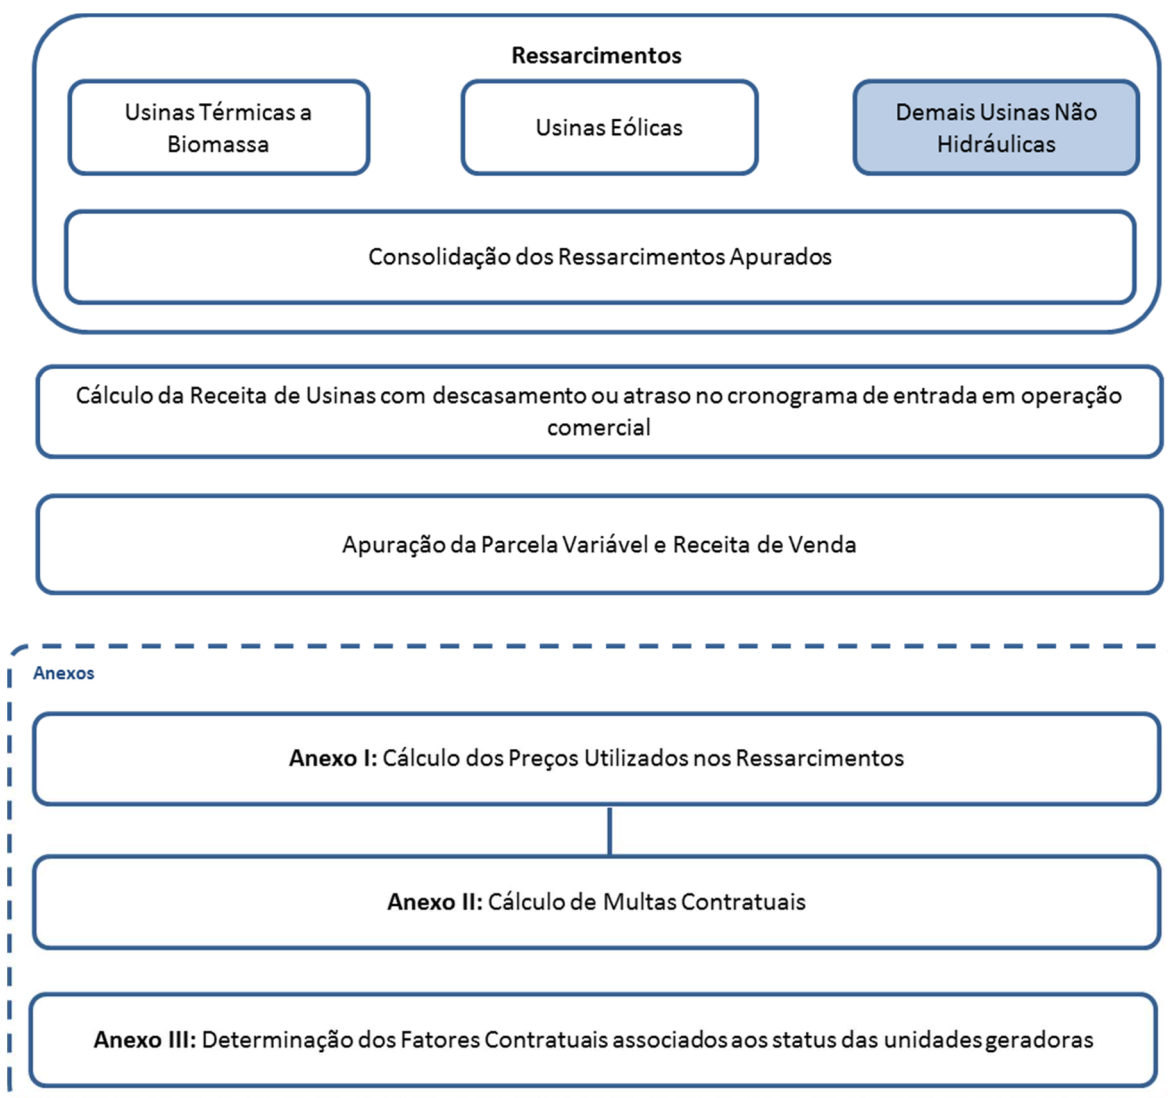 Ressarcimentos
Usinas Térmicas a
Biomassa
Usinas Eólicas
Demais Usinas Não
Hidráulicas
Consolidação dos Ressarcimentos Apurados
Cálculo da Receita de Usinas com descasamento ou atraso no cronograma de entrada em operação
comercial
Apuração da Parcela Variável e Receita de Venda
Anexos
Anexo I: Cálculo dos Preços Utilizados nos Ressarcimentos
Anexo II: Cálculo de Multas Contratuais
Anexo III: Determinação dos Fatores Contratuais associados aos status das unidades geradoras